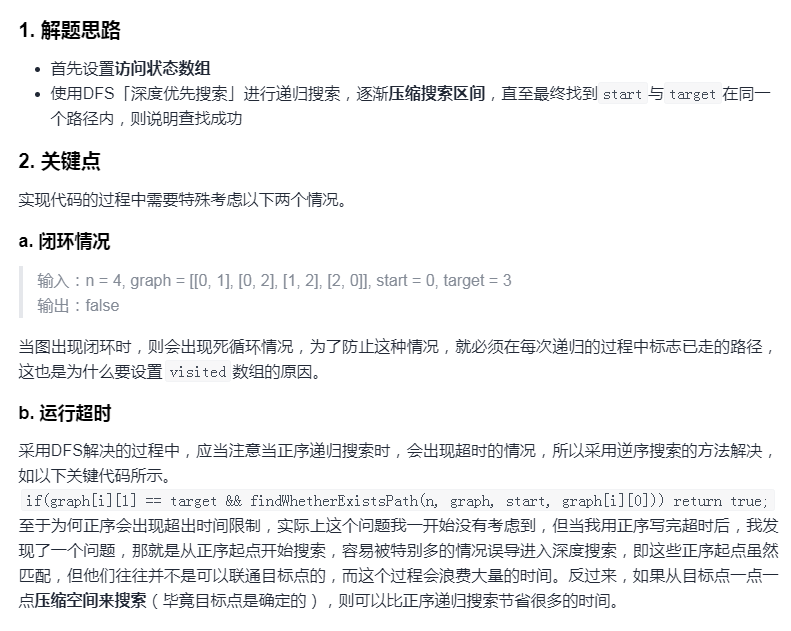 1. 解题思路
• 首先设置访问状态数组
• 使用DFS「深度优先搜索」进行递归搜索，逐渐压缩搜索区间，直至最终找到 start 与 target 在同一
个路径内，则说明查找成功
2. 关键点
实现代码的过程中需要特殊考虑以下两个情况。
a. 闭环情况
输入：n = 4, graph = [[0, 1], [0, 2], [1, 2], [2, 0]], start = 0, target = 3
输出：false
当图出现闭环时，则会出现死循环情况，为了防止这种情况，就必须在每次递归的过程中标志已走的路径，
这也是为什么要设置 visited 数组的原因。
b. 运行超时
采用DFS解决的过程中，应当注意当正序递归搜索时，会出现超时的情况，所以采用逆序搜索的方法解决，
如以下关键代码所示。
if(graph[i][1] == target && findWhetherExistsPath(n, graph, start, graph[i][0])) return true;
至于为何正序会出现超出时间限制，实际上这个问题我一开始没有考虑到，但当我用正序写完超时后，我发
现了一个问题，那就是从正序起点开始搜索，容易被特别多的情况误导进入深度搜索，即这些正序起点虽然
匹配，但他们往往并不是可以联通目标点的，而这个过程会浪费大量的时间。反过来，如果从目标点一点一
点压缩空间来搜索（毕竟目标点是确定的），则可以比正序递归搜索节省很多的时间。